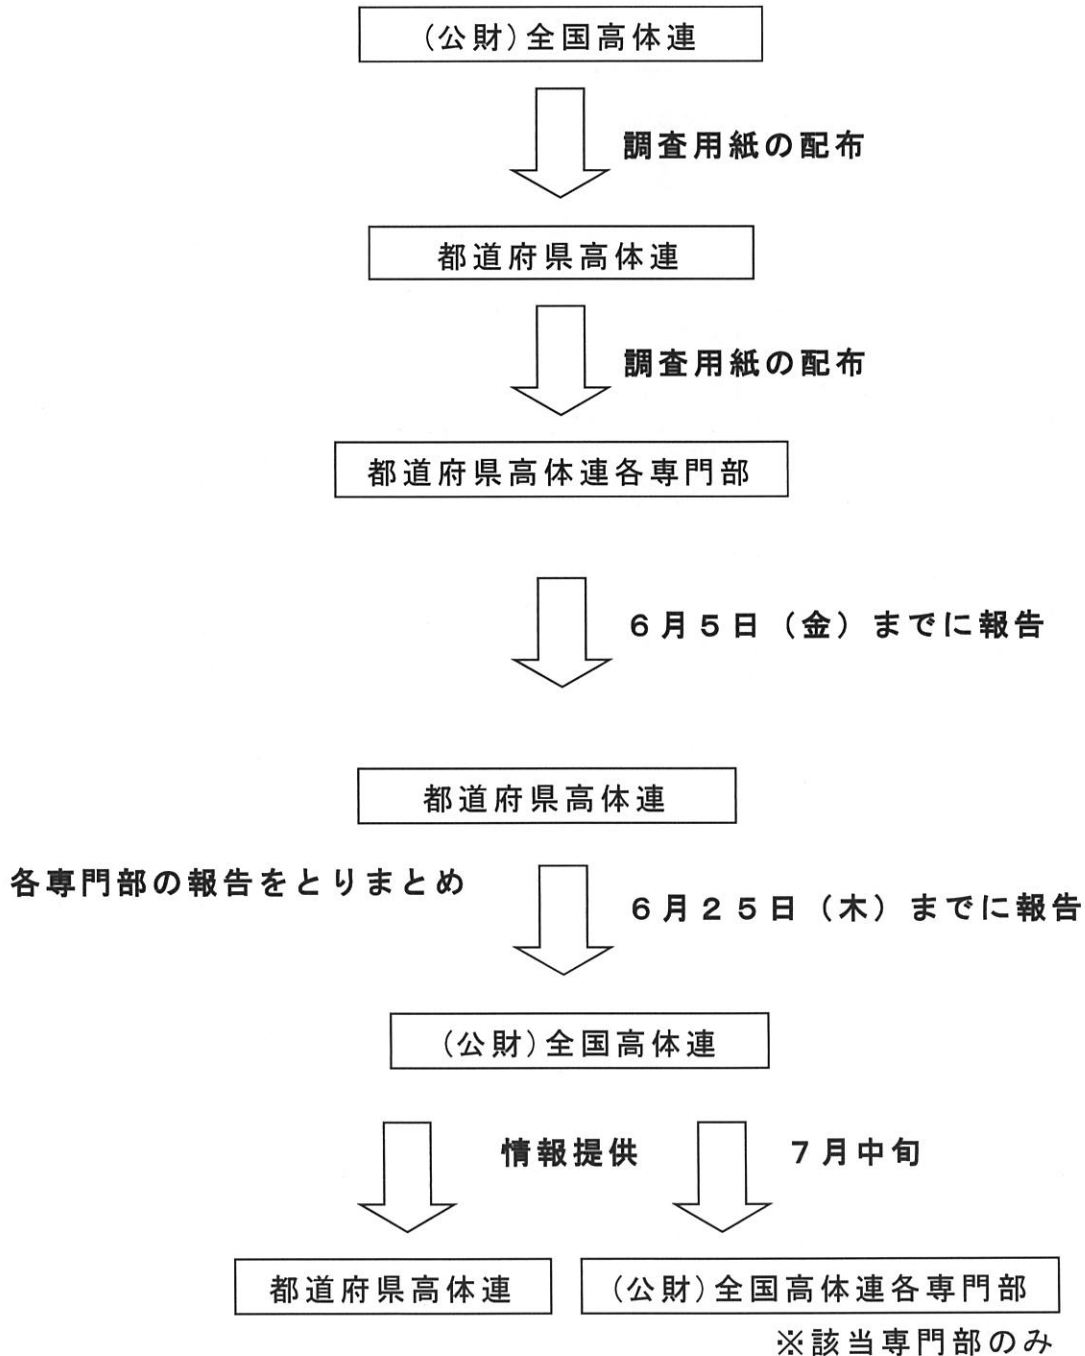 (公財)全国高体連
調査用紙の配布
都道府県高体連
調査用紙の配布
都道府県高体連各専門部
6月5日（金）までに報告
都道府県高体連
各専門部の報告をとりまとめ
6月25日（木）までに報告
(公財)全国高体連
情報提供 7月中旬
都道府県高体連 (公財)全国高体連各専門部
※該当専門部のみ